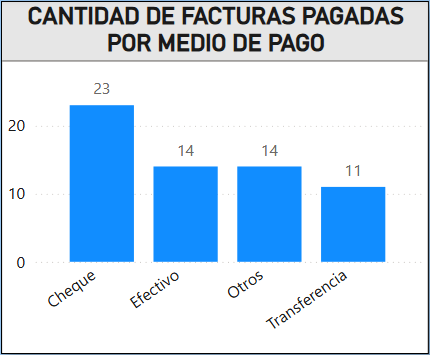 CANTIDAD DE FACTURAS PAGADAS
POR MEDIO DE PAGO
23
14
14
11
20
10
0
Cheque
Efectivo
Otros
Transferencia